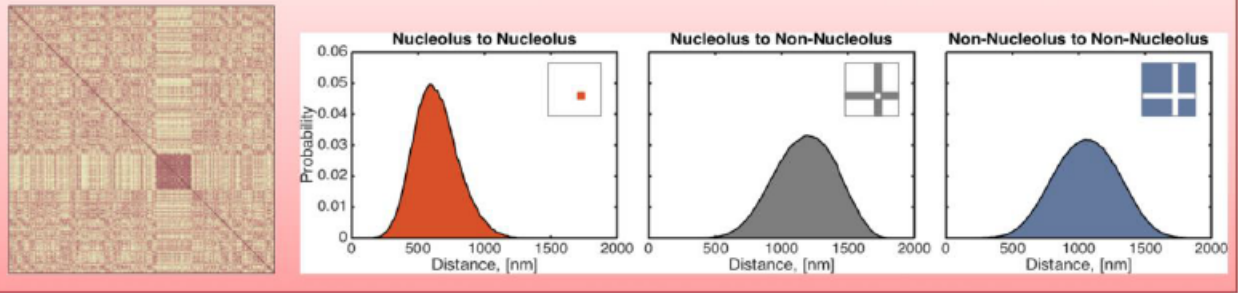 Nucleolus to Nucleolus
Nucleolus to Non-Nucleolus
Non-Nucleolus to Non-Nucleolus
Probability
0.06
0.05
0.04
0.03
0.02
0.01
0
0 500 1000 1500 2000
0 500 1000 1500 2000
0 500 1000 1500 2000
Distance, [nm]
Distance, [nm]
Distance, [nm]